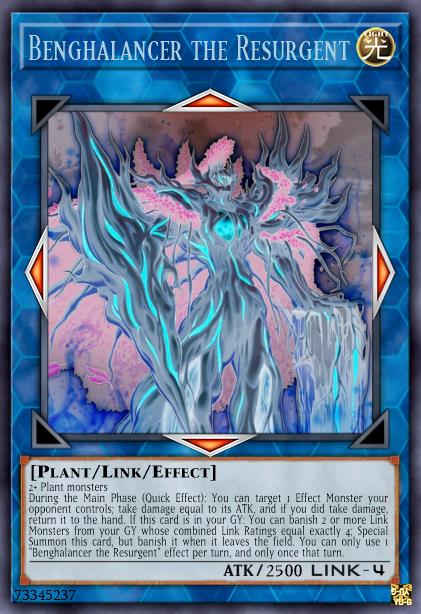 BENGHALANCER THE RESURGENT
LIGHT
光
[PLANT/LINK/EFFECT]
2+ Plant monsters
During the Main Phase (Quick Effect): You can target 1 Effect Monster your
opponent controls; take damage equal to its ATK, and if you did take damage,
return it to the hand. If this card is in your GY: You can banish 2 or more Link
Monsters from your GY whose combined Link Ratings equal exactly 4; Special
Summon this card, but banish it when it leaves the field. You can only use 1
"Benghalancer the Resurgent" effect per turn, and only once that turn.
ATK/2500 LINK-4
73345237